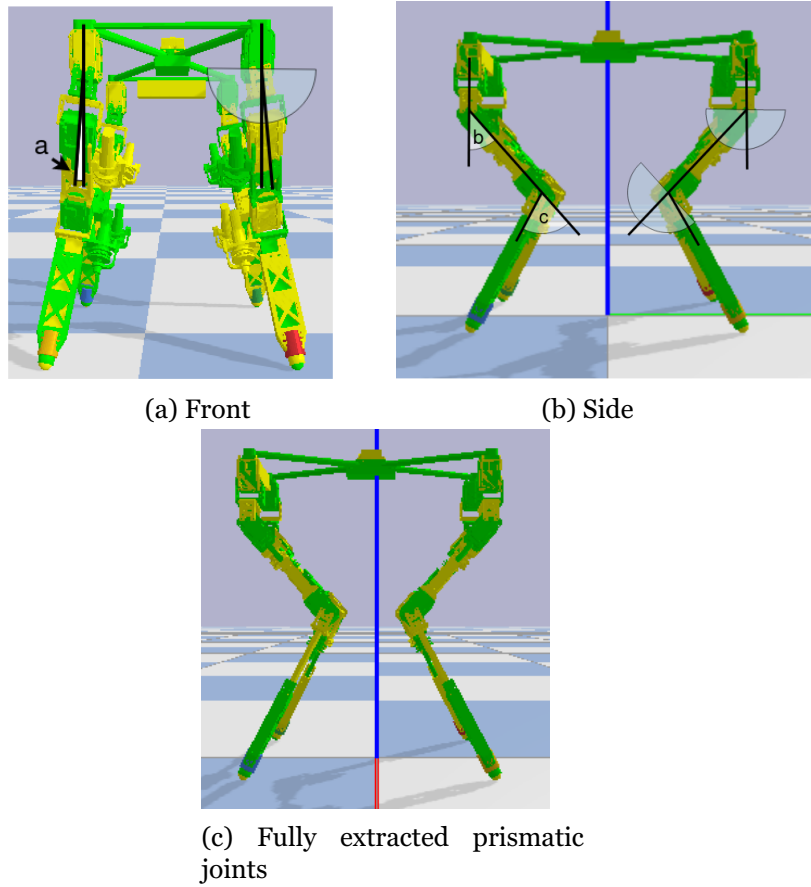 a
b
c
(a) Front
(b) Side
(c) Fully extracted prismatic
joints